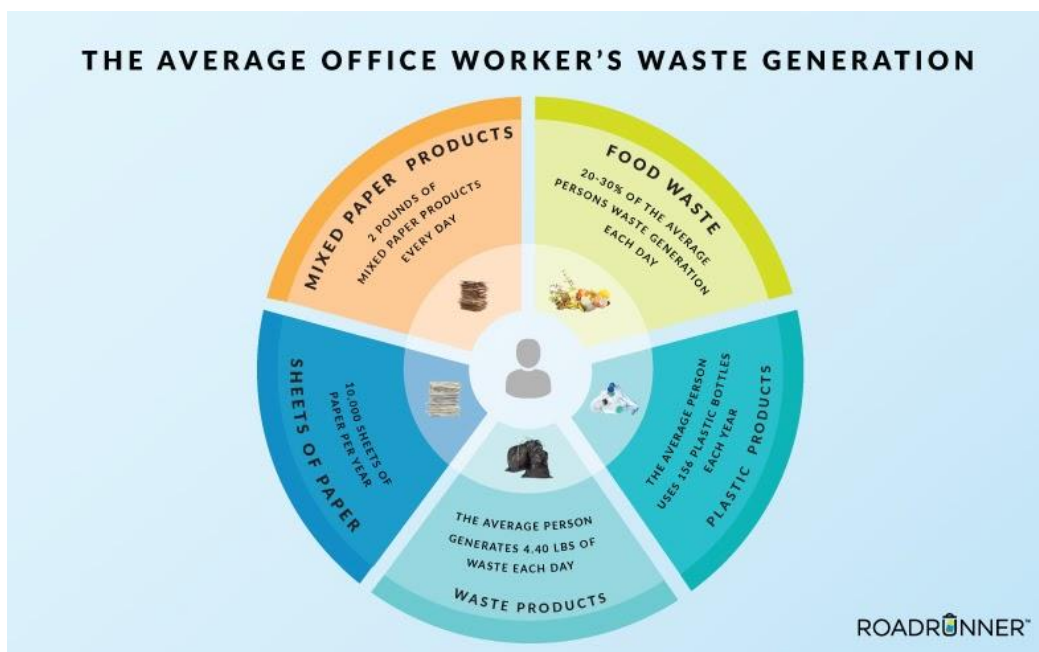 THE AVERAGE OFFICE WORKER'S WASTE GENERATION
MIXED PAPER PRODUCTS
2 POUNDS OF
MIXED PAPER PRODUCTS
EVERY DAY
FOOD WASTE
20-30% OF THE AVERAGE
PERSONS WASTE GENERATION
EACH DAY
THE AVERAGE PERSON
USES 156 PLASTIC BOTTLES
EACH YEAR
PLASTIC PRODUCTS
THE AVERAGE PERSON
GENERATES 4.40 LBS OF
WASTE EACH DAY
WASTE PRODUCTS
SHEETS OF PAPER
10,000 SHEETS OF
PAPER PER YEAR
ROADRUNNER™